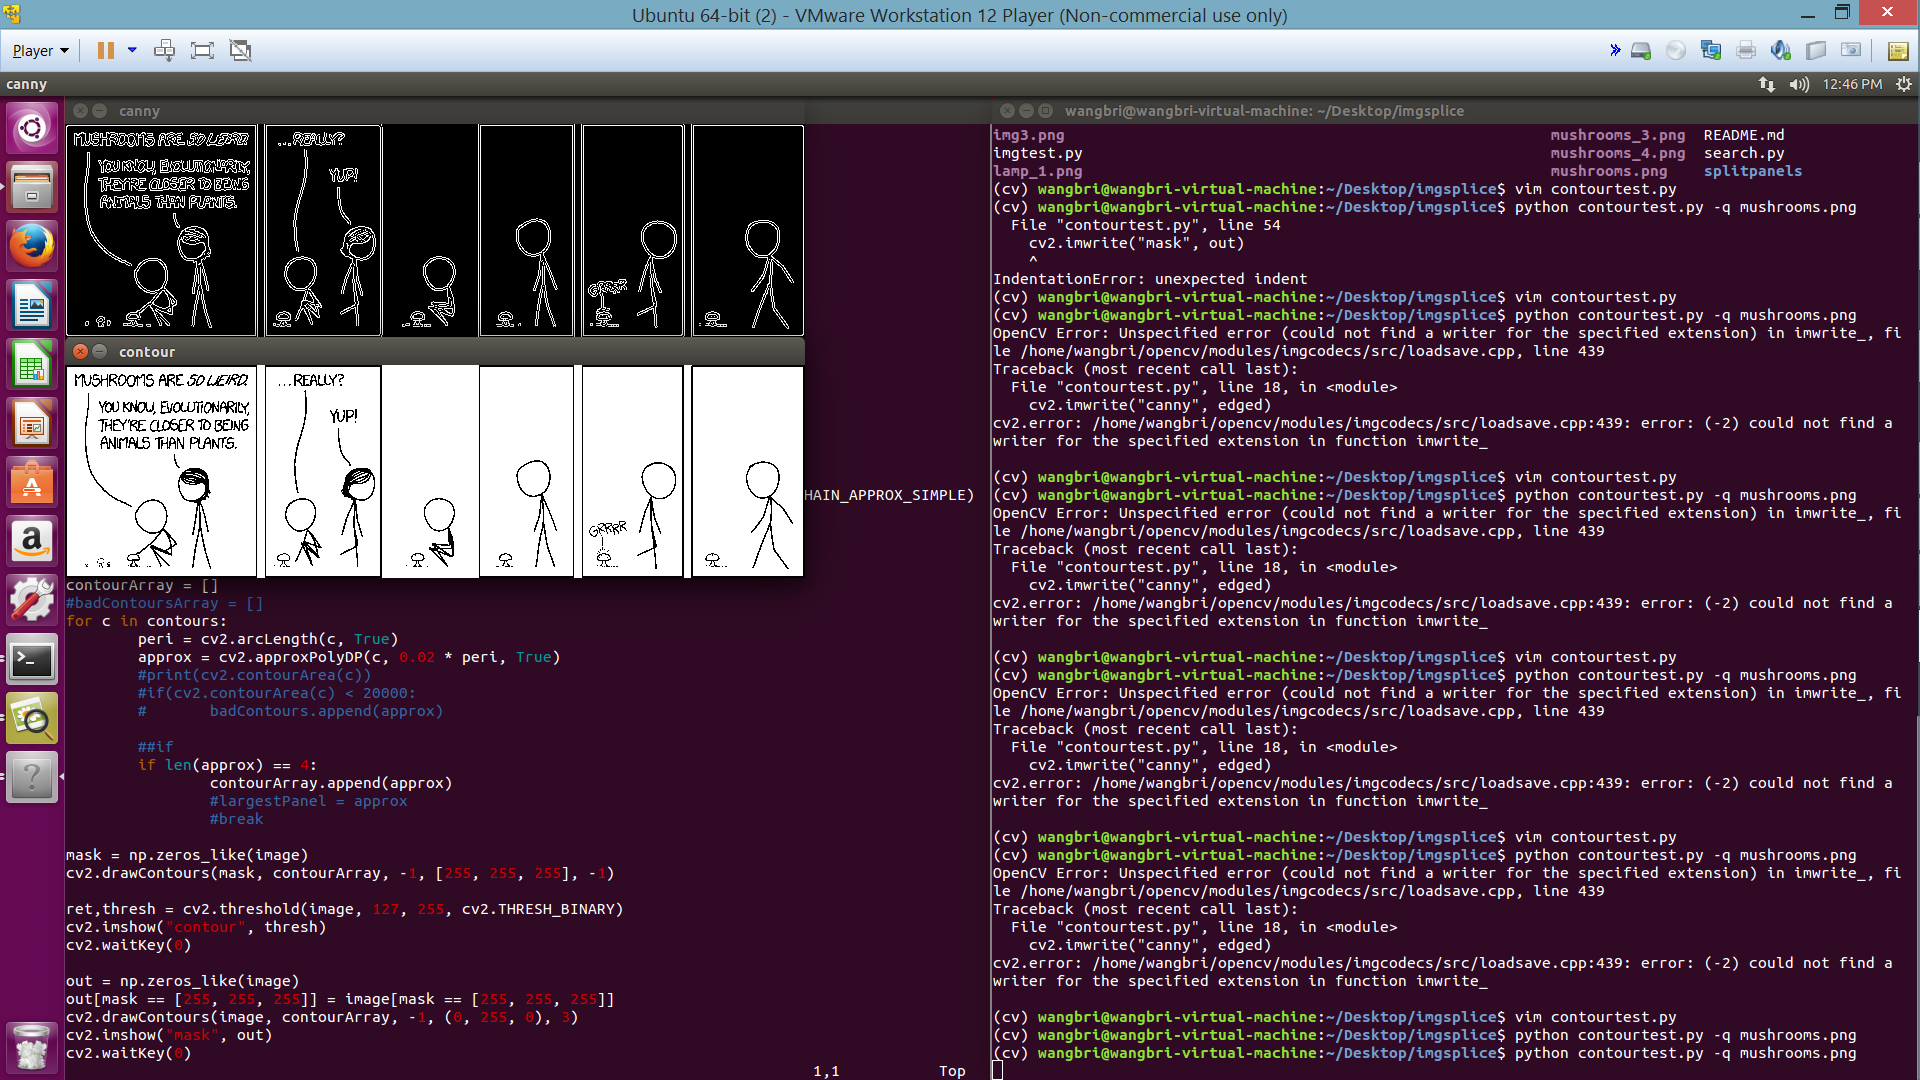 Ubuntu 64-bit (2) - VMware Workstation 12 Player (Non-commercial use only)
Player
canny
12:46 PM
canny
MUSHROOMS ARE SO WEIRD.
YOU KNOW, EVOLUTIONARILY,
THEY'RE CLOSER TO BEING
ANIMALS THAN PLANTS.
...REALLY?
YUP!
GRRRR
contour
MUSHROOMS ARE SO WEIRD.
YOU KNOW, EVOLUTIONARILY,
THEY'RE CLOSER TO BEING
ANIMALS THAN PLANTS.
...REALLY?
YUP!
GRRRR
HAIN_APPROX_SIMPLE)
contourArray = []
#badContoursArray = []
for c in contours:
peri = cv2.arcLength(c, True)
approx = cv2.approxPolyDP(c, 0.02 * peri, True)
#print(cv2.contourArea(c))
#if(cv2.contourArea(c) < 20000:
#       badContours.append(approx)
##if
if len(approx) == 4:
contourArray.append(approx)
#largestPanel = approx
#break
mask = np.zeros_like(image)
cv2.drawContours(mask, contourArray, -1, [255, 255, 255], -1)
ret,thresh = cv2.threshold(image, 127, 255, cv2.THRESH_BINARY)
cv2.imshow("contour", thresh)
cv2.waitKey(0)
out = np.zeros_like(image)
out[mask == [255, 255, 255]] = image[mask == [255, 255, 255]]
cv2.drawContours(image, contourArray, -1, (0, 255, 0), 3)
cv2.imshow("mask", out)
cv2.waitKey(0)
1,1 Top
wangbri@wangbri-virtual-machine: ~/Desktop/imgsplice
img3.png mushrooms_3.png README.md
imgtest.py mushrooms_4.png search.py
lamp_1.png mushrooms.png splitpanels
(cv) wangbri@wangbri-virtual-machine:~/Desktop/imgsplice$ vim contourtest.py
(cv) wangbri@wangbri-virtual-machine:~/Desktop/imgsplice$ python contourtest.py -q mushrooms.png
File "contourtest.py", line 54
cv2.imwrite("mask", out)
^
IndentationError: unexpected indent
(cv) wangbri@wangbri-virtual-machine:~/Desktop/imgsplice$ vim contourtest.py
(cv) wangbri@wangbri-virtual-machine:~/Desktop/imgsplice$ python contourtest.py -q mushrooms.png
OpenCV Error: Unspecified error (could not find a writer for the specified extension) in imwrite_, fi
le /home/wangbri/opencv/modules/imgcodecs/src/loadsave.cpp, line 439
Traceback (most recent call last):
File "contourtest.py", line 18, in <module>
cv2.imwrite("canny", edged)
cv2.error: /home/wangbri/opencv/modules/imgcodecs/src/loadsave.cpp:439: error: (-2) could not find a
writer for the specified extension in function imwrite_
(cv) wangbri@wangbri-virtual-machine:~/Desktop/imgsplice$ vim contourtest.py
(cv) wangbri@wangbri-virtual-machine:~/Desktop/imgsplice$ python contourtest.py -q mushrooms.png
OpenCV Error: Unspecified error (could not find a writer for the specified extension) in imwrite_, fi
le /home/wangbri/opencv/modules/imgcodecs/src/loadsave.cpp, line 439
Traceback (most recent call last):
File "contourtest.py", line 18, in <module>
cv2.imwrite("canny", edged)
cv2.error: /home/wangbri/opencv/modules/imgcodecs/src/loadsave.cpp:439: error: (-2) could not find a
writer for the specified extension in function imwrite_
(cv) wangbri@wangbri-virtual-machine:~/Desktop/imgsplice$ vim contourtest.py
(cv) wangbri@wangbri-virtual-machine:~/Desktop/imgsplice$ python contourtest.py -q mushrooms.png
OpenCV Error: Unspecified error (could not find a writer for the specified extension) in imwrite_, fi
le /home/wangbri/opencv/modules/imgcodecs/src/loadsave.cpp, line 439
Traceback (most recent call last):
File "contourtest.py", line 18, in <module>
cv2.imwrite("canny", edged)
cv2.error: /home/wangbri/opencv/modules/imgcodecs/src/loadsave.cpp:439: error: (-2) could not find a
writer for the specified extension in function imwrite_
(cv) wangbri@wangbri-virtual-machine:~/Desktop/imgsplice$ vim contourtest.py
(cv) wangbri@wangbri-virtual-machine:~/Desktop/imgsplice$ python contourtest.py -q mushrooms.png
OpenCV Error: Unspecified error (could not find a writer for the specified extension) in imwrite_, fi
le /home/wangbri/opencv/modules/imgcodecs/src/loadsave.cpp, line 439
Traceback (most recent call last):
File "contourtest.py", line 18, in <module>
cv2.imwrite("canny", edged)
cv2.error: /home/wangbri/opencv/modules/imgcodecs/src/loadsave.cpp:439: error: (-2) could not find a
writer for the specified extension in function imwrite_
(cv) wangbri@wangbri-virtual-machine:~/Desktop/imgsplice$ vim contourtest.py
(cv) wangbri@wangbri-virtual-machine:~/Desktop/imgsplice$ python contourtest.py -q mushrooms.png
(cv) wangbri@wangbri-virtual-machine:~/Desktop/imgsplice$ python contourtest.py -q mushrooms.png